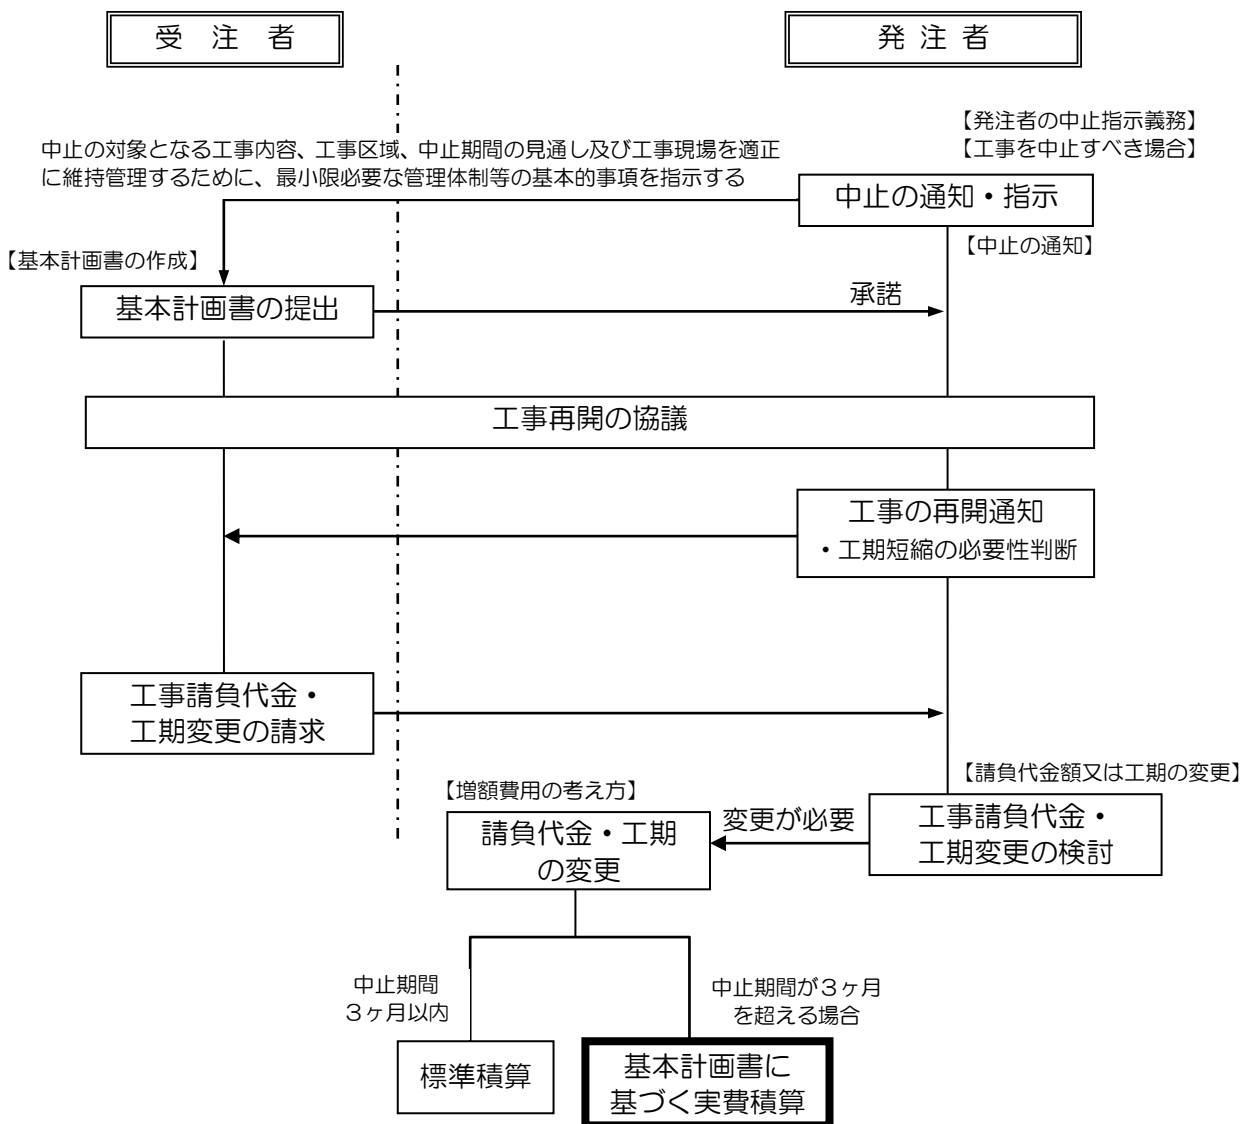 受　注　者
発 注 者
【発注者の中止指示義務】
【工事を中止すべき場合】
中止の対象となる工事内容、工事区域、中止期間の見通し及び工事現場を適正
に維持管理するために、最小限必要な管理体制等の基本的事項を指示する
中止の通知・指示
【中止の通知】
【基本計画書の作成】
基本計画書の提出
承諾
工事再開の協議
工事の再開通知
・工期短縮の必要性判断
工事請負代金・
工期変更の請求
【請負代金額又は工期の変更】
工事請負代金・
工期変更の検討
変更が必要
【増額費用の考え方】
請負代金・工期
の変更
中止期間
３ヶ月以内
中止期間が３ヶ月
を超える場合
標準積算
基本計画書に
基づく実費積算